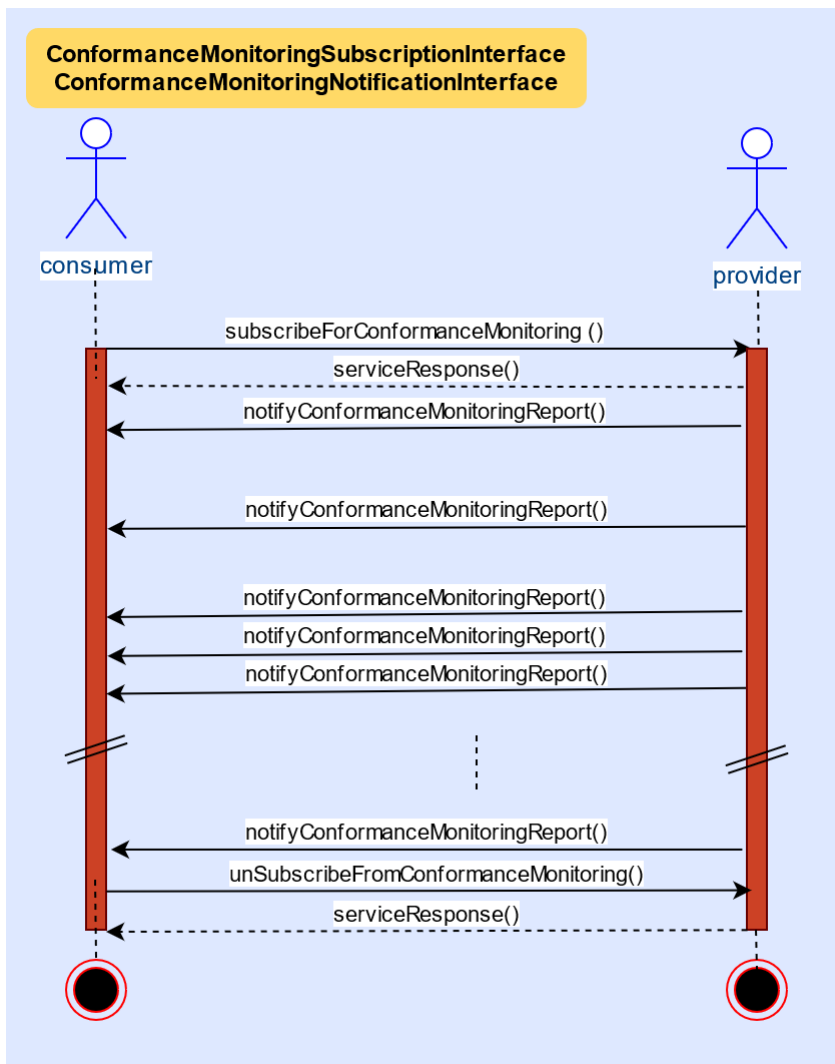 ConformanceMonitoringSubscriptionInterface
ConformanceMonitoringNotificationInterface
consumer
provider
subscribeForConformanceMonitoring ()
serviceResponse()
notifyConformanceMonitoringReport()
notifyConformanceMonitoringReport()
notifyConformanceMonitoringReport()
notifyConformanceMonitoringReport()
notifyConformanceMonitoringReport()
notifyConformanceMonitoringReport()
unSubscribeFromConformanceMonitoring()
serviceResponse()